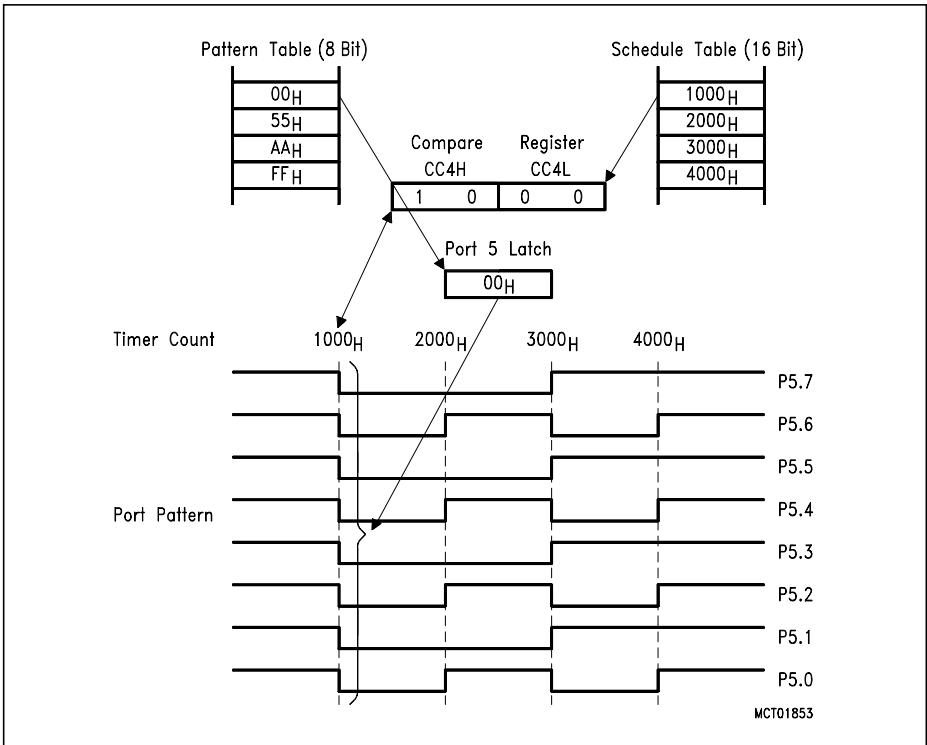 Pattern Table (8 Bit) Schedule Table (16 Bit)
00H 1000H
55H 2000H
AAH 3000H
FFH 4000H
Compare Register
CC4H CC4L
1 0 0 0
Port 5 Latch
00H
Timer Count 1000H 2000H 3000H 4000H
P5.7
P5.6
P5.5
P5.4
Port Pattern
P5.3
P5.2
P5.1
P5.0
MCT01853